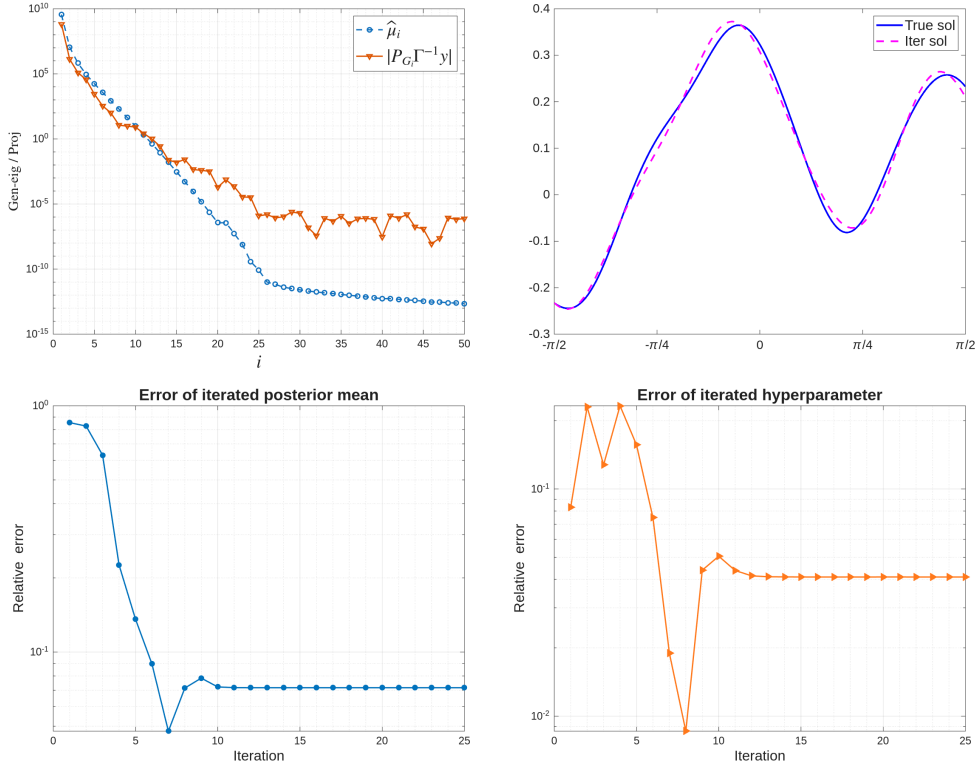 10^10
10^5
10^0
10^-5
10^-10
10^-15
Gen-eig / Proj
0 5 10 15 20 25 30 35 40 45 50
i
μ̂_i
|P_{G_i}Γ^{-1}y|
0.4
0.3
0.2
0.1
0
-0.1
-0.2
-0.3
-π/2 -π/4 0 π/4 π/2
True sol
Iter sol
Error of iterated posterior mean
10^0
10^-1
Relative error
0 5 10 15 20 25
Iteration
Error of iterated hyperparameter
10^-1
10^-2
Relative error
0 5 10 15 20 25
Iteration